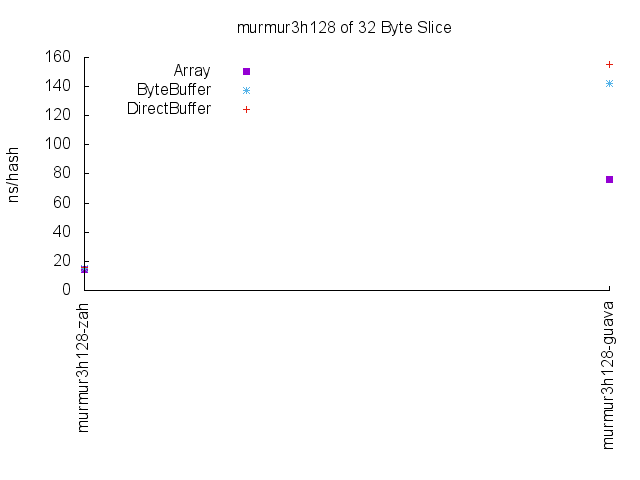 murmur3h128 of 32 Byte Slice
160
140
120
100
80
60
40
20
0
ns/hash
Array
ByteBuffer
DirectBuffer
murmur3h128-zah
murmur3h128-guava